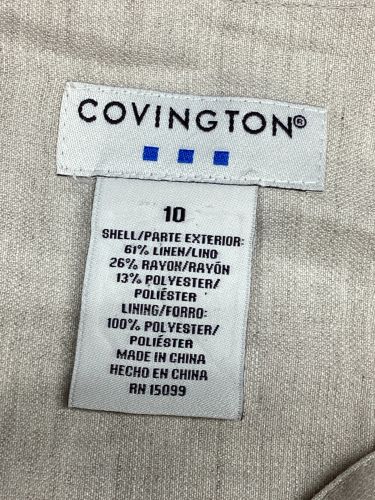 COVINGTON®
10
SHELL/PARTE EXTERIOR:
61% LINEN/LINO
26% RAYON/RAYÓN
13% POLYESTER/
POLIÉSTER
LINING/FORRO:
100% POLYESTER/
POLIÉSTER
MADE IN CHINA
HECHO EN CHINA
RN 15099